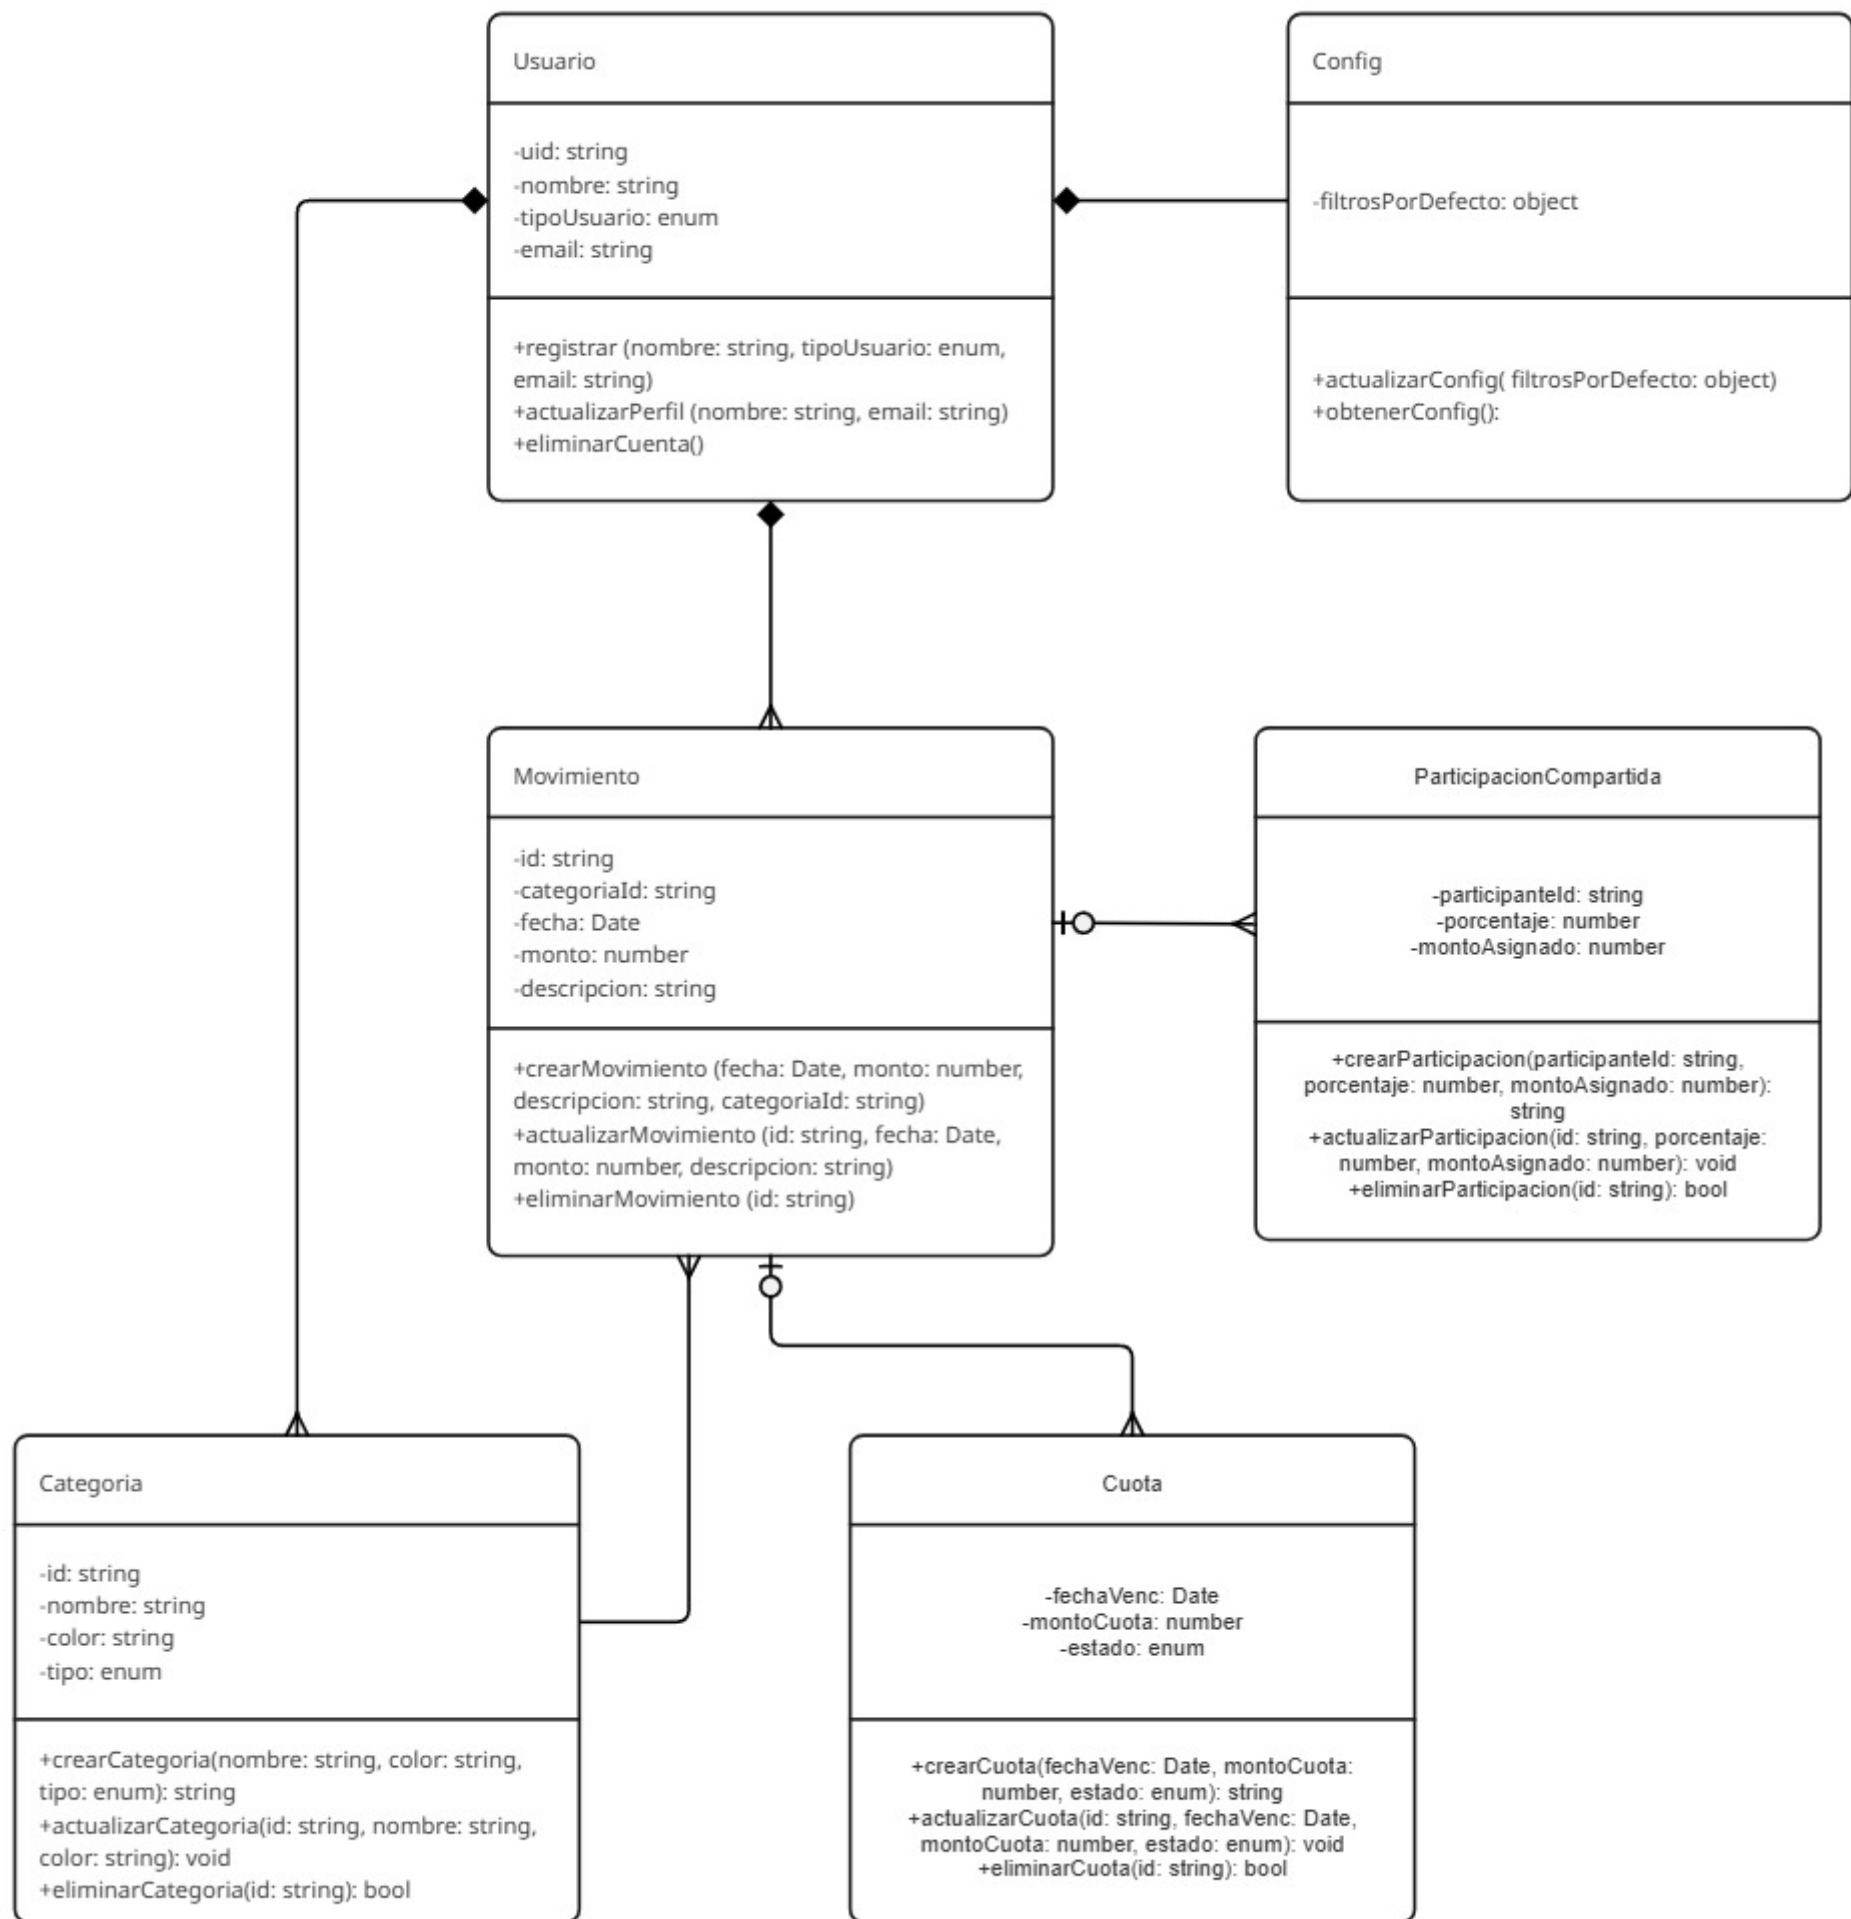 Usuario
-uid: string
-nombre: string
-tipoUsuario: enum
-email: string
+registrar (nombre: string, tipoUsuario: enum,
email: string)
+actualizarPerfil (nombre: string, email: string)
+eliminarCuenta()
Config
-filtrosPorDefecto: object
+actualizarConfig( filtrosPorDefecto: object)
+obtenerConfig():
Movimiento
-id: string
-categoriaId: string
-fecha: Date
-monto: number
-descripcion: string
+crearMovimiento (fecha: Date, monto: number,
descripcion: string, categoriaId: string)
+actualizarMovimiento (id: string, fecha: Date,
monto: number, descripcion: string)
+eliminarMovimiento (id: string)
ParticipacionCompartida
-participanteId: string
-porcentaje: number
-montoAsignado: number
+crearParticipacion(participanteId: string,
porcentaje: number, montoAsignado: number):
string
+actualizarParticipacion(id: string, porcentaje:
number, montoAsignado: number): void
+eliminarParticipacion(id: string): bool
Categoria
-id: string
-nombre: string
-color: string
-tipo: enum
+crearCategoria(nombre: string, color: string,
tipo: enum): string
+actualizarCategoria(id: string, nombre: string,
color: string): void
+eliminarCategoria(id: string): bool
Cuota
-fechaVenc: Date
-montoCuota: number
-estado: enum
+crearCuota(fechaVenc: Date, montoCuota:
number, estado: enum): string
+actualizarCuota(id: string, fechaVenc: Date,
montoCuota: number, estado: enum): void
+eliminarCuota(id: string): bool